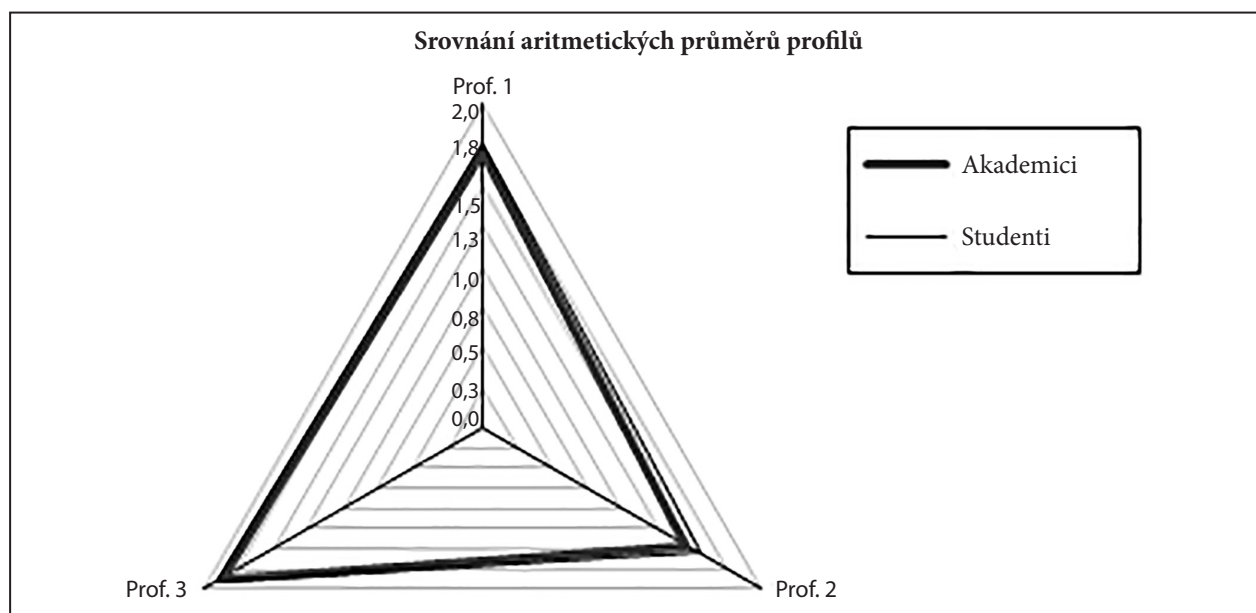 Srovnání aritmetických průměrů profilů
Prof. 1
2,0
1,8
1,5
1,3
1,0
0,8
0,5
0,3
0,0
Akademici
Studenti
Prof. 3
Prof. 2